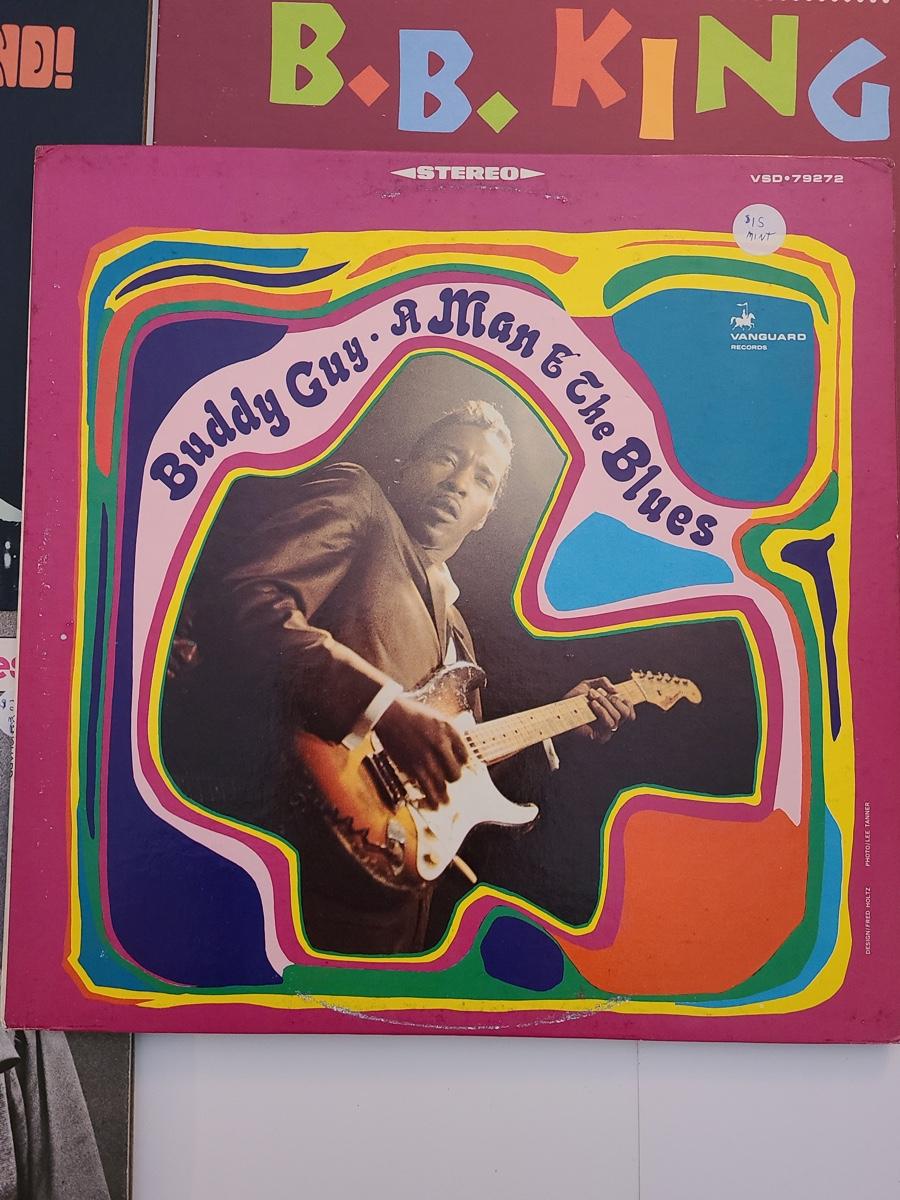 ND!
B.B. KING
STEREO
VSD•79272
$15
MINT
Buddy Guy • A Man & The Blues
VANGUARD
RECORDS
PHOTO/LEE TANNER
DESIGN/FRED HOLTZ
es